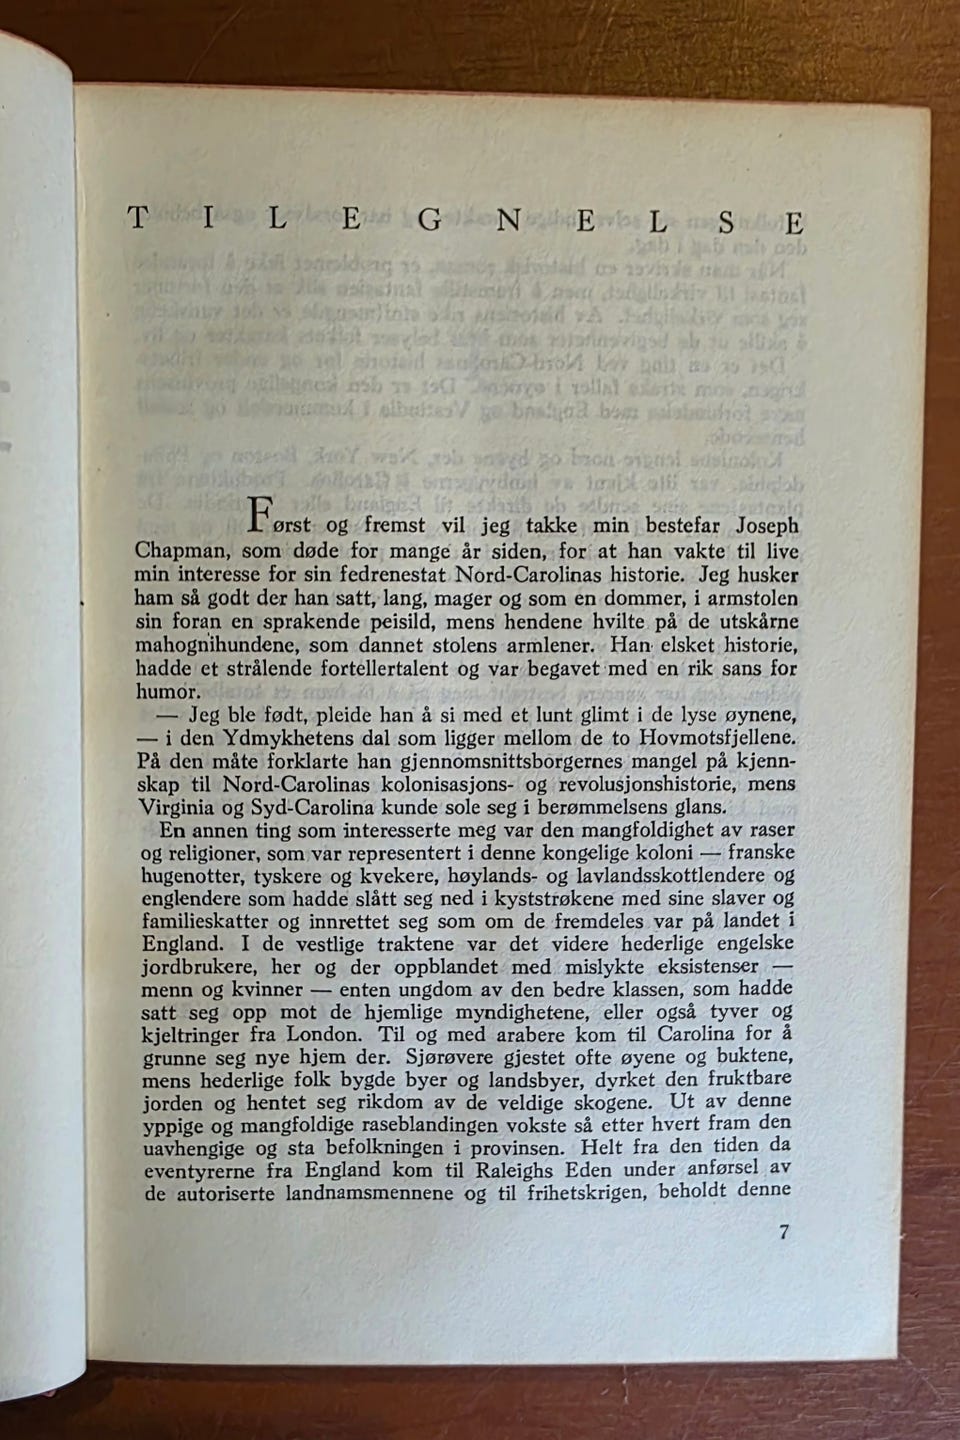 TILEGNELSE
Først og fremst vil jeg takke min bestefar Joseph
Chapman, som døde for mange år siden, for at han vakte til live
min interesse for sin fedrenestat Nord-Carolinas historie. Jeg husker
ham så godt der han satt, lang, mager og som en dommer, i armstolen
sin foran en sprakende peisild, mens hendene hvilte på de utskårne
mahognihundene, som dannet stolens armlener. Han elsket historie,
hadde et strålende fortellertalent og var begavet med en rik sans for
humor.
— Jeg ble født, pleide han å si med et lunt glimt i de lyse øynene,
— i den Ydmykhetens dal som ligger mellom de to Hovmotsfjellene.
På den måte forklarte han gjennomsnittsborgernes mangel på kjenn-
skap til Nord-Carolinas kolonisasjons- og revolusjonshistorie, mens
Virginia og Syd-Carolina kunde sole seg i berømmelsens glans.
En annen ting som interesserte meg var den mangfoldighet av raser
og religioner, som var representert i denne kongelige koloni — franske
hugenotter, tyskere og kvekere, høylands- og lavlandsskottlendere og
englendere som hadde slått seg ned i kyststrøkene med sine slaver og
familieskatter og innrettet seg som om de fremdeles var på landet i
England. I de vestlige traktene var det videre hederlige engelske
jordbrukere, her og der oppblandet med mislykte eksistenser —
menn og kvinner — enten ungdom av den bedre klassen, som hadde
satt seg opp mot de hjemlige myndighetene, eller også tyver og
kjeltringer fra London. Til og med arabere kom til Carolina for å
grunne seg nye hjem der. Sjørøvere gjestet ofte øyene og buktene,
mens hederlige folk bygde byer og landsbyer, dyrket den fruktbare
jorden og hentet seg rikdom av de veldige skogene. Ut av denne
yppige og mangfoldige raseblandingen vokste så etter hvert fram den
uavhengige og sta befolkningen i provinsen. Helt fra den tiden da
eventyrerne fra England kom til Raleighs Eden under anførsel av
de autoriserte landnamsmennene og til frihetskrigen, beholdt denne
7